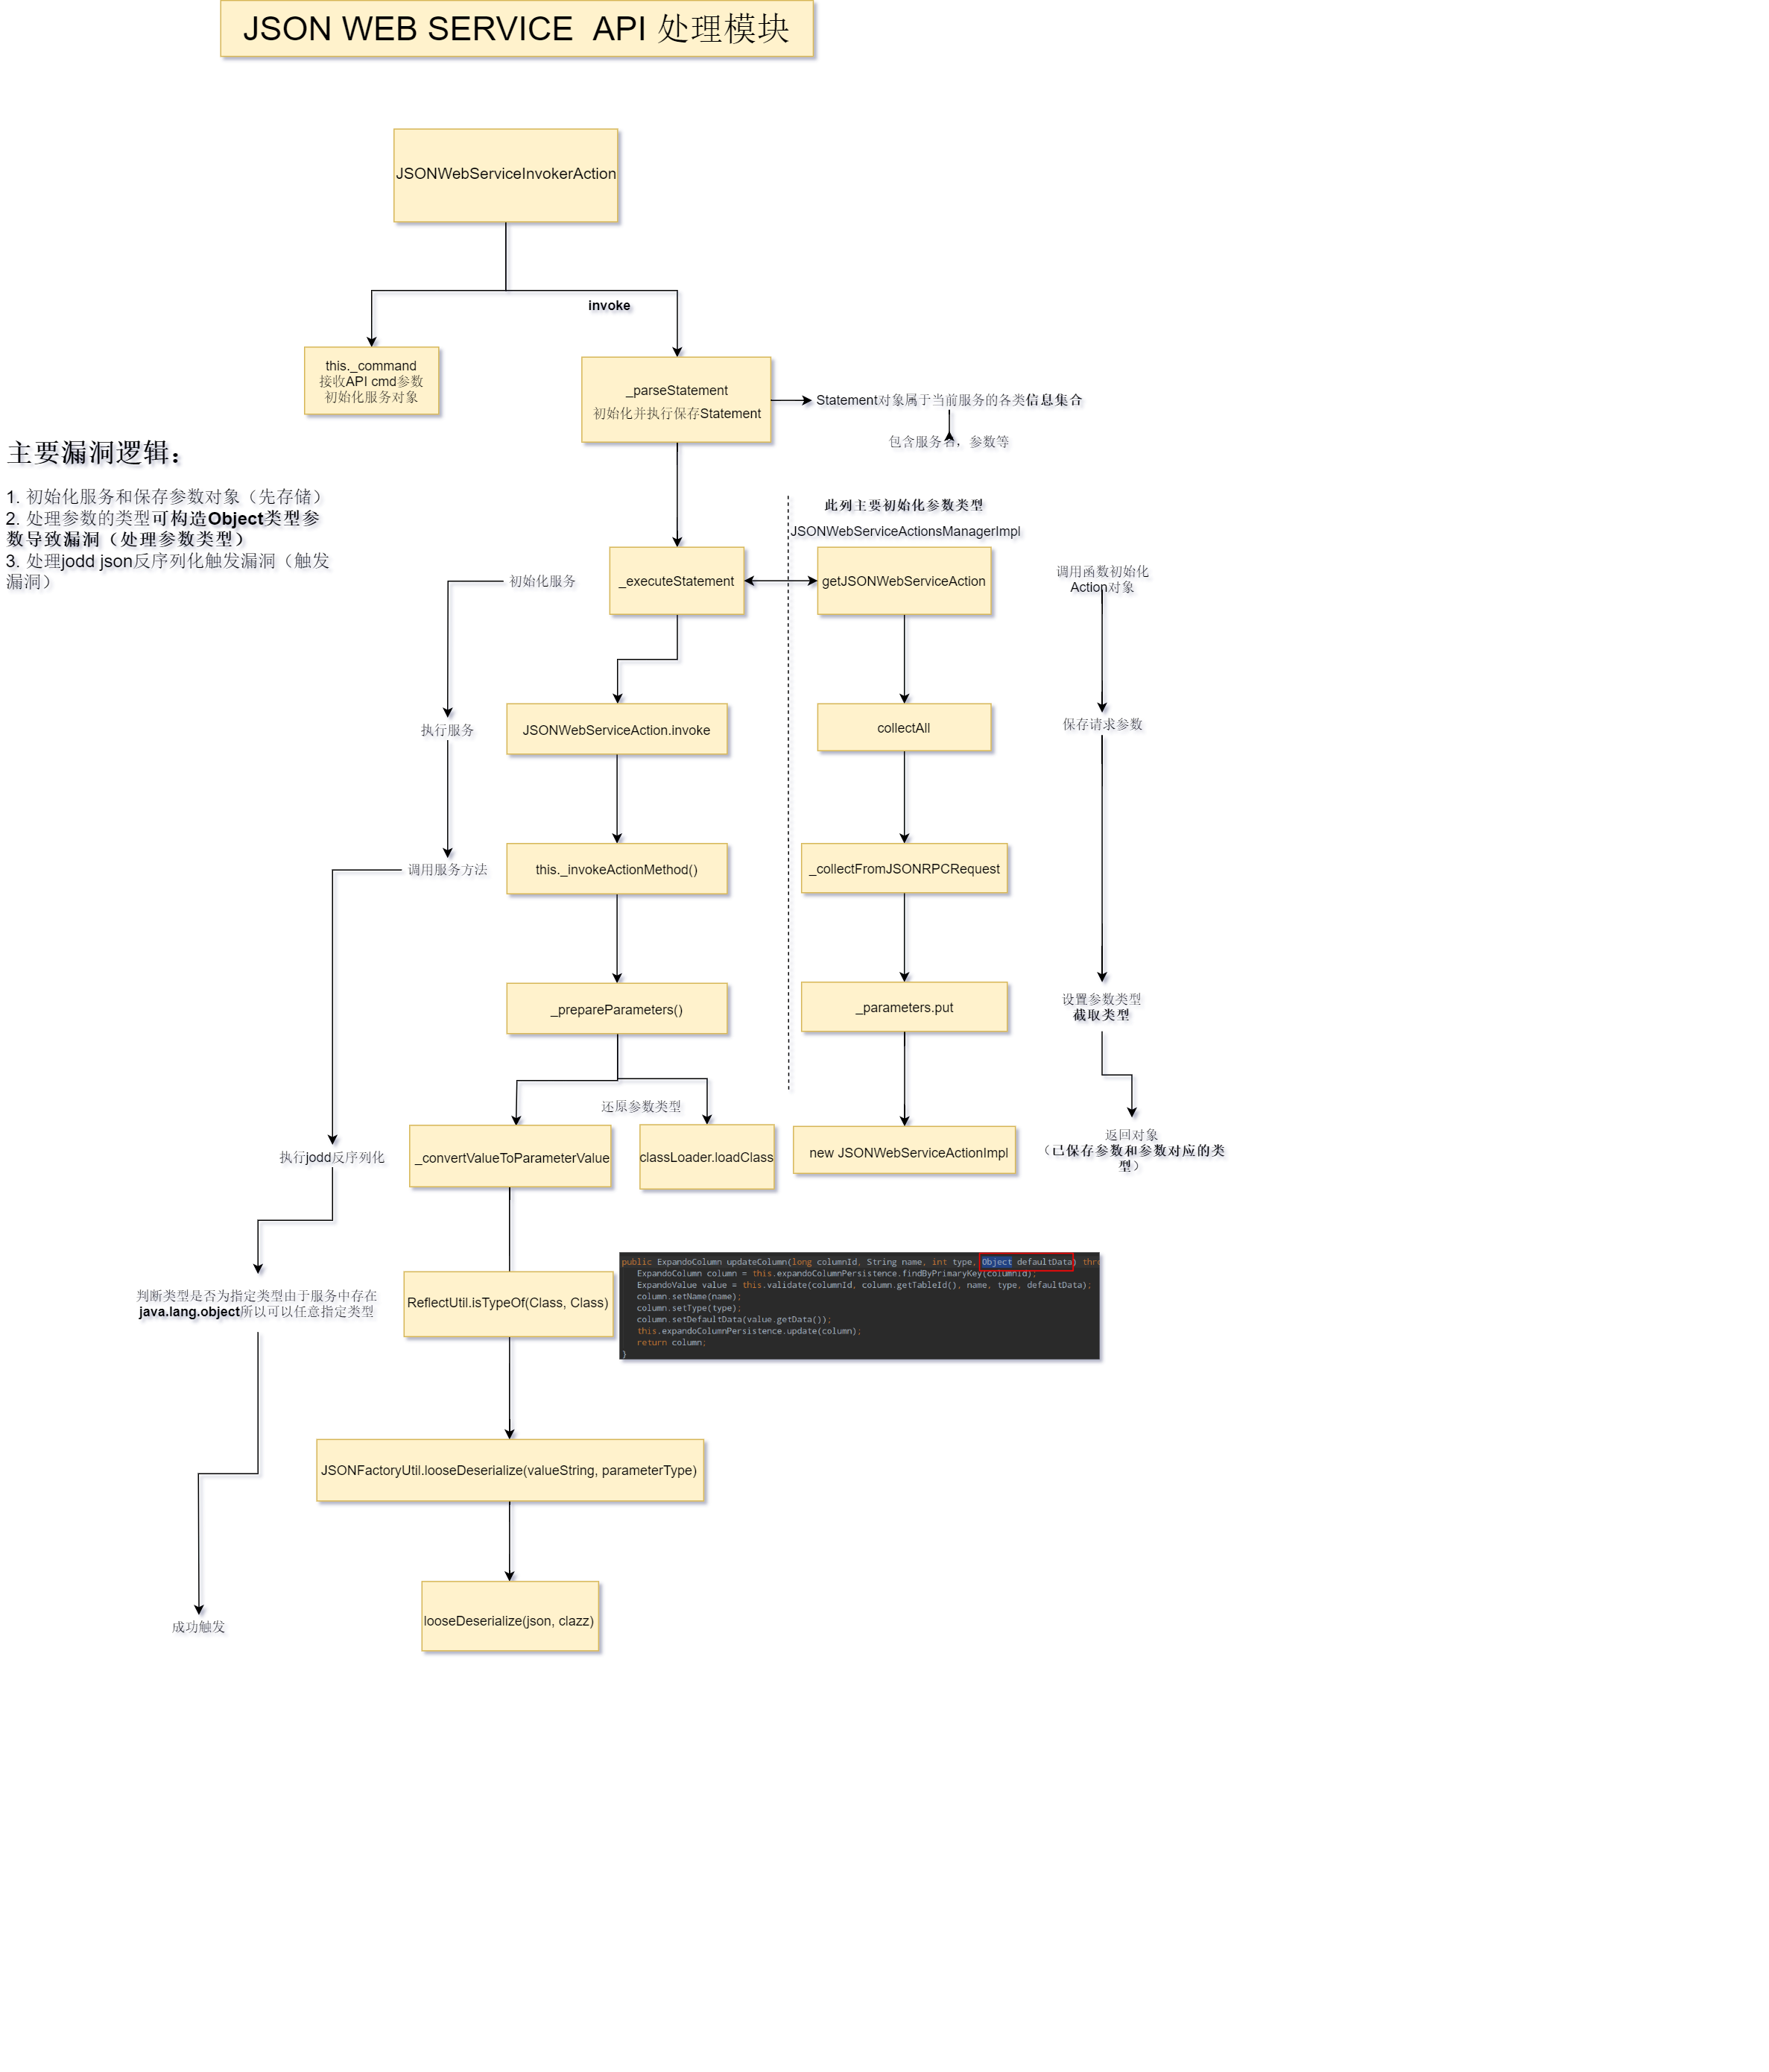 JSON WEB SERVICE  API 处理模块
JSONWebServiceInvokerAction
invoke
this._command
接收API cmd参数
初始化服务对象
_parseStatement
初始化并执行保存Statement
Statement对象属于当前服务的各类信息集合
包含服务名，参数等
主要漏洞逻辑：
1. 初始化服务和保存参数对象（先存储）
2. 处理参数的类型可构造Object类型参
数导致漏洞（处理参数类型）
3. 处理jodd json反序列化触发漏洞（触发
漏洞）
此列主要初始化参数类型
JSONWebServiceActionsManagerImpl
初始化服务
_executeStatement
getJSONWebServiceAction
调用函数初始化
Action对象
执行服务
JSONWebServiceAction.invoke
collectAll
保存请求参数
调用服务方法
this._invokeActionMethod()
_collectFromJSONRPCRequest
_prepareParameters()
_parameters.put
设置参数类型
截取类型
还原参数类型
执行jodd反序列化
_convertValueToParameterValue
classLoader.loadClass
new JSONWebServiceActionImpl
返回对象
（已保存参数和参数对应的类
型）
判断类型是否为指定类型由于服务中存在
java.lang.object所以可以任意指定类型
ReflectUtil.isTypeOf(Class, Class)
public ExpandoColumn updateColumn(long columnId, String name, int type, Object defaultData) thro
ExpandoColumn column = this.expandoColumnPersistence.findByPrimaryKey(columnId);
ExpandoValue value = this.validate(columnId, column.getTableId(), name, type, defaultData);
column.setName(name);
column.setType(type);
column.setDefaultData(value.getData());
this.expandoColumnPersistence.update(column);
return column;
}
JSONFactoryUtil.looseDeserialize(valueString, parameterType)
成功触发
looseDeserialize(json, clazz)